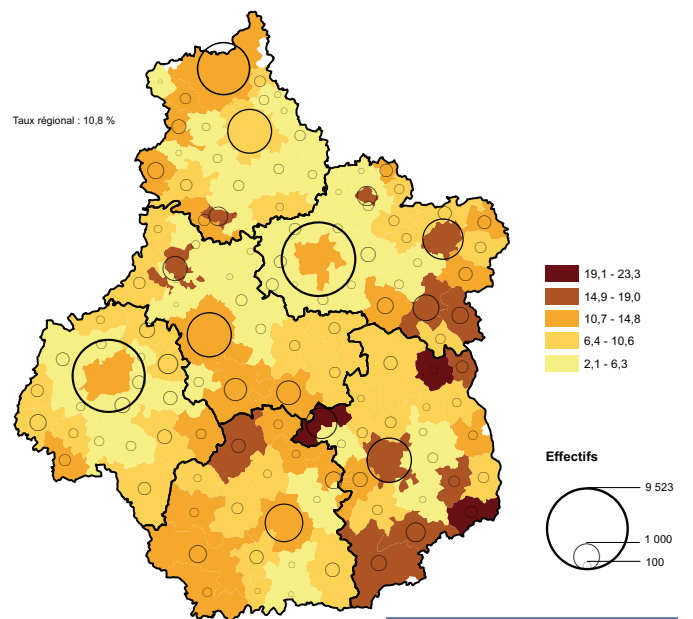 Taux régional : 10,8 %
19,1 - 23,3
14,9 - 19,0
10,7 - 14,8
6,4 - 10,6
2,1 - 6,3
Effectifs
9 523
1 000
100